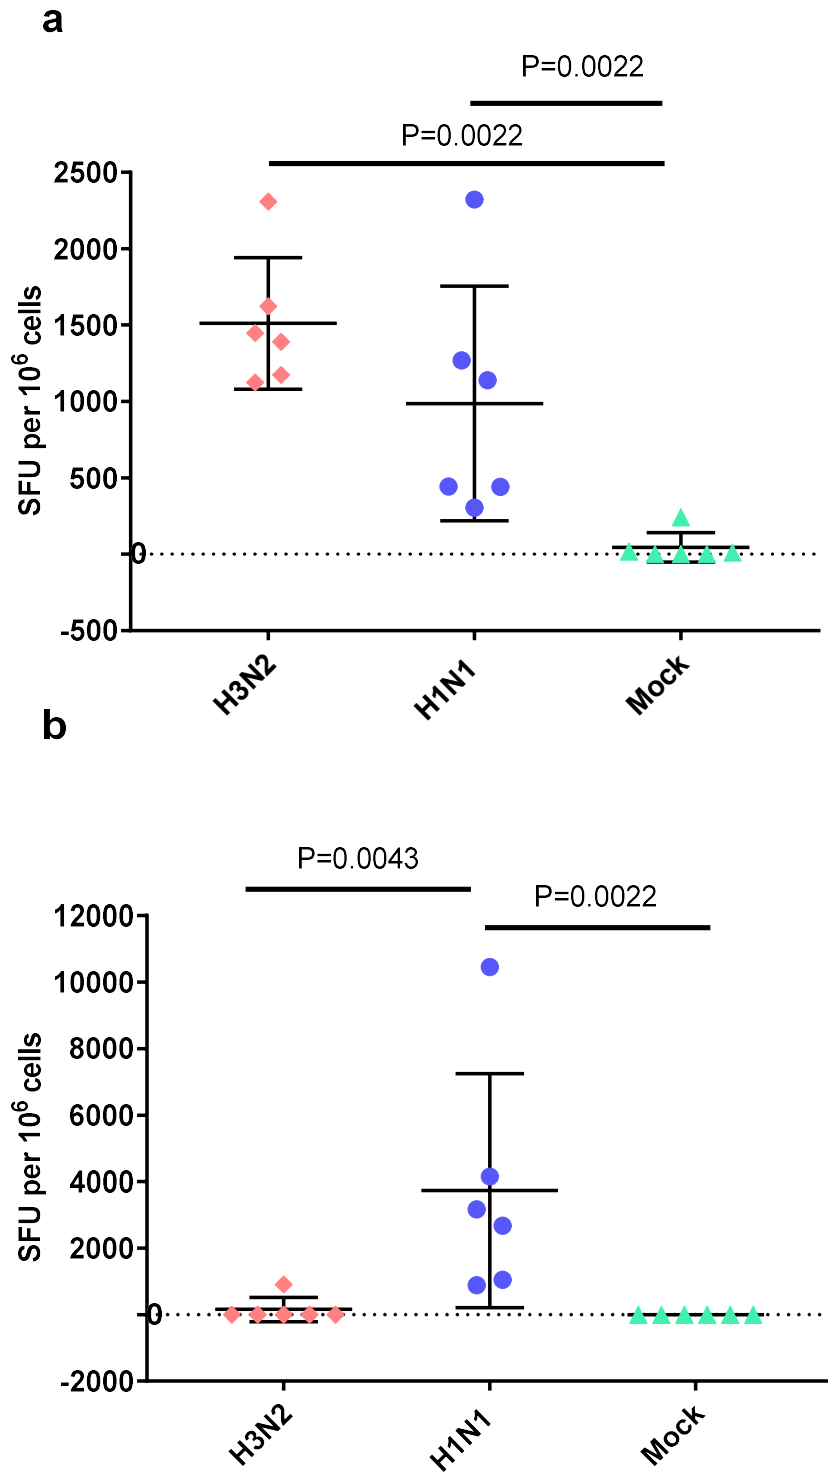 a
P=0.0022
P=0.0022
2500
2000
1500
1000
500
0
-500
SFU per 10⁶ cells
H3N2
H1N1
Mock
b
P=0.0043
P=0.0022
12000
10000
8000
6000
4000
2000
0
-2000
SFU per 10⁶ cells
H3N2
H1N1
Mock